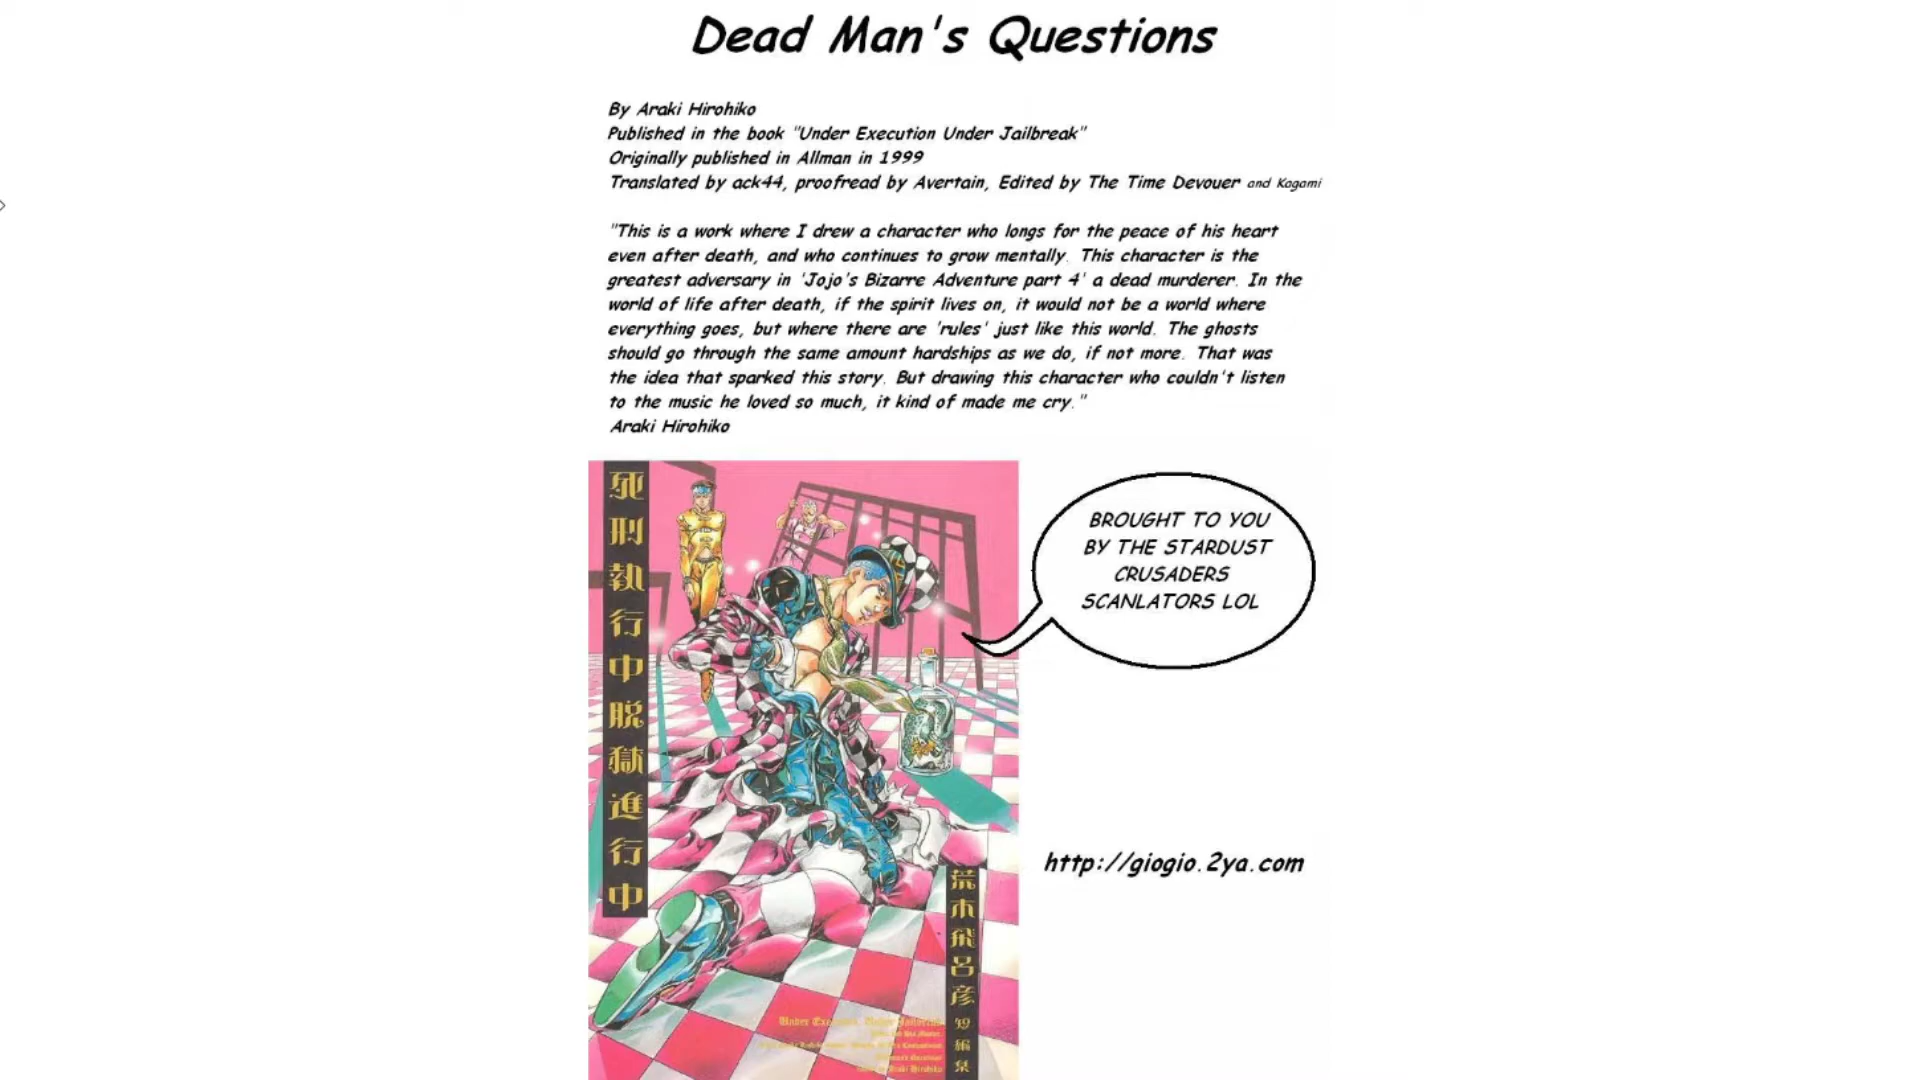 Dead Man's Questions
By Araki Hirohiko
Published in the book "Under Execution Under Jailbreak"
Originally published in Allman in 1999
Translated by ack44, proofread by Avertain, Edited by The Time Devouer and Kagami
"This is a work where I drew a character who longs for the peace of his heart
even after death, and who continues to grow mentally. This character is the
greatest adversary in 'Jojo's Bizarre Adventure part 4' a dead murderer. In the
world of life after death, if the spirit lives on, it would not be a world where
everything goes, but where there are 'rules' just like this world. The ghosts
should go through the same amount hardships as we do, if not more. That was
the idea that sparked this story. But drawing this character who couldn't listen
to the music he loved so much, it kind of made me cry."
Araki Hirohiko
死刑執行中脱獄進行中
BROUGHT TO YOU
BY THE STARDUST
CRUSADERS
SCANLATORS LOL
http://giogio.2ya.com
荒木飛呂彦短編集
Under Execution, Under Jailbreak